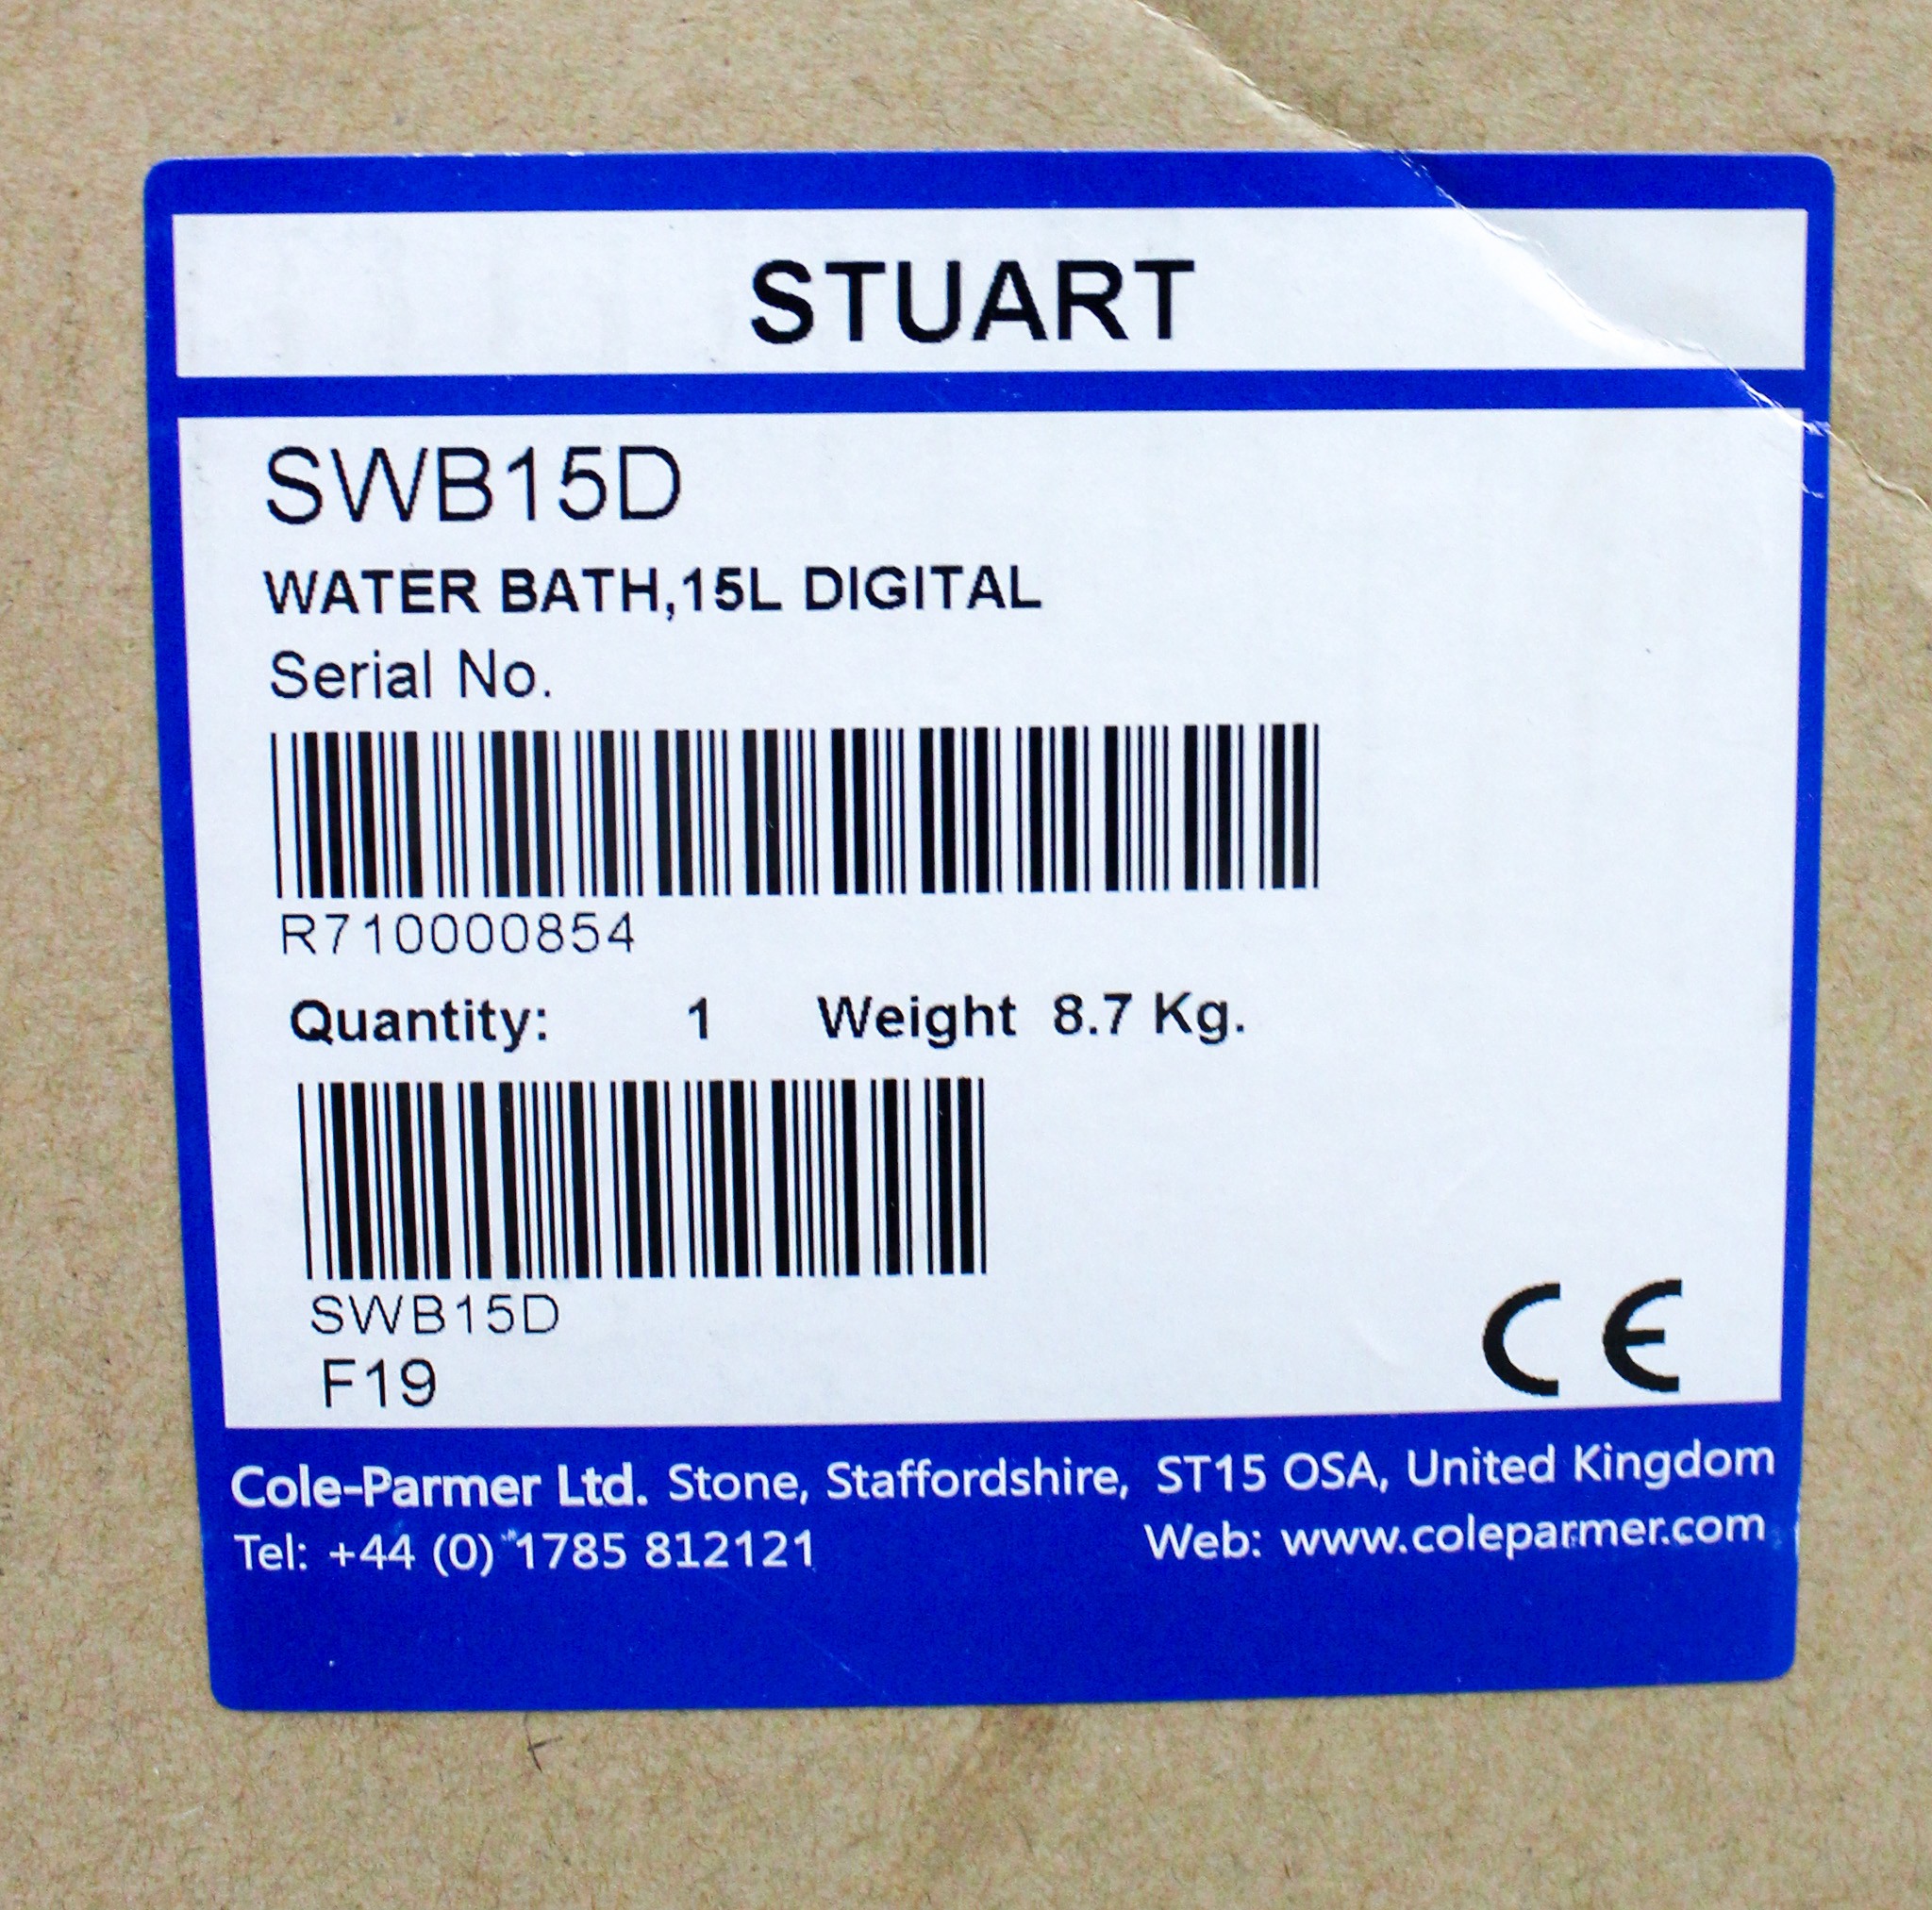 STUART
SWB15D
WATER BATH,15L DIGITAL
Serial No.
R710000854
Quantity: 1 Weight 8.7 Kg.
SWB15D
F19
CE
Cole-Parmer Ltd. Stone, Staffordshire, ST15 OSA, United Kingdom
Tel: +44 (0) 1785 812121 Web: www.coleparmer.com